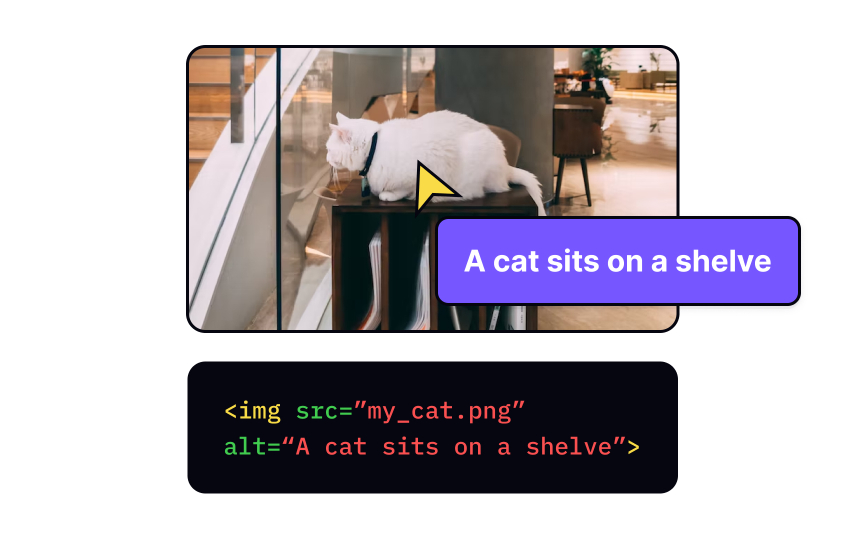 A cat sits on a shelve
<img src=”my_cat.png”
alt=“A cat sits on a shelve”>